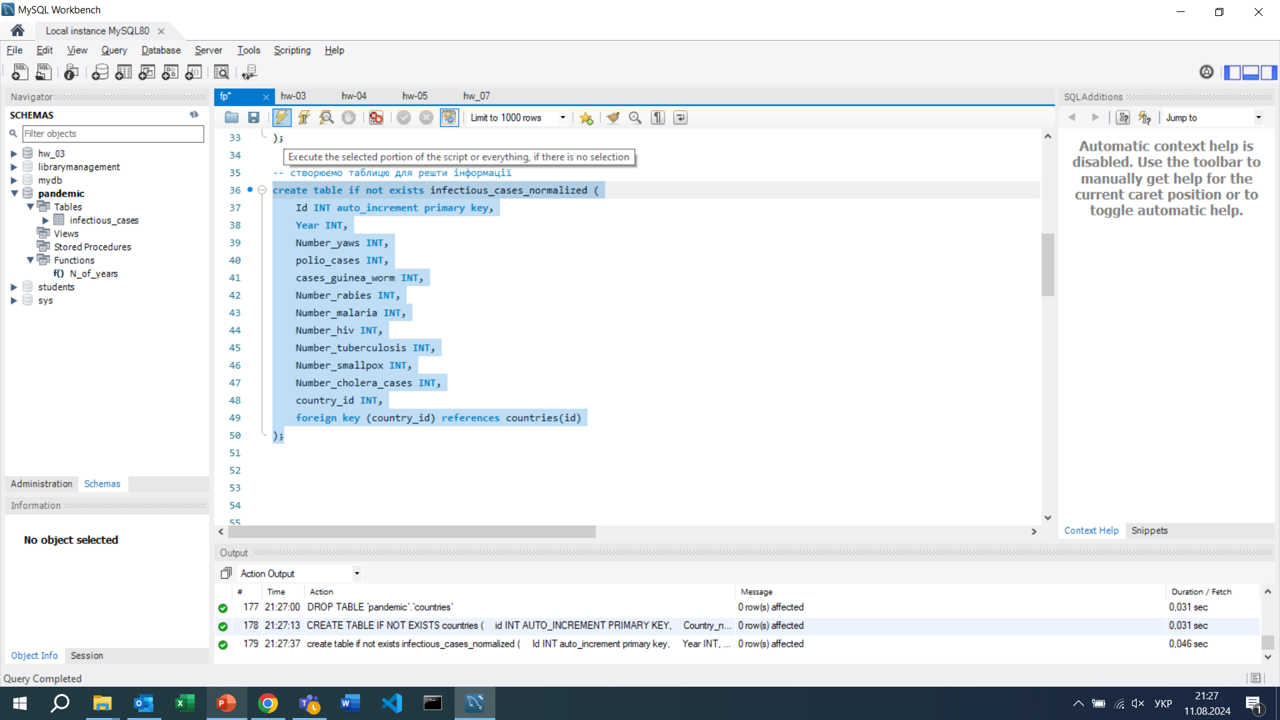 MySQL Workbench
Local instance MySQL80
File Edit View Query Database Server Tools Scripting Help
Navigator
SCHEMAS
Filter objects
hw_03
librarymanagement
mydb
pandemic
Tables
infectious_cases
Views
Stored Procedures
Functions
f() N_of_years
students
sys
Administration Schemas
Information
No object selected
Object Info Session
Query Completed
fp* hw-03 hw-04 hw-05 hw_07
Limit to 1000 rows
33 );
34
Execute the selected portion of the script or everything, if there is no selection
35 -- створюємо таблицю для решти інформації
36 create table if not exists infectious_cases_normalized (
37 Id INT auto_increment primary key,
38 Year INT,
39 Number_yaws INT,
40 polio_cases INT,
41 cases_guinea_worm INT,
42 Number_rabies INT,
43 Number_malaria INT,
44 Number_hiv INT,
45 Number_tuberculosis INT,
46 Number_smallpox INT,
47 Number_cholera_cases INT,
48 country_id INT,
49 foreign key (country_id) references countries(id)
50 );
51
52
53
54
55
SQLAdditions
Jump to
Automatic context help is
disabled. Use the toolbar to
manually get help for the
current caret position or to
toggle automatic help.
Context Help Snippets
Output
Action Output
# Time Action Message Duration / Fetch
177 21:27:00 DROP TABLE `pandemic`.`countries` 0 row(s) affected 0,031 sec
178 21:27:13 CREATE TABLE IF NOT EXISTS countries ( id INT AUTO_INCREMENT PRIMARY KEY, Country_n... 0 row(s) affected 0,031 sec
179 21:27:37 create table if not exists infectious_cases_normalized ( Id INT auto_increment primary key, Year INT, ... 0 row(s) affected 0,046 sec
УКР
21:27
11.08.2024
1